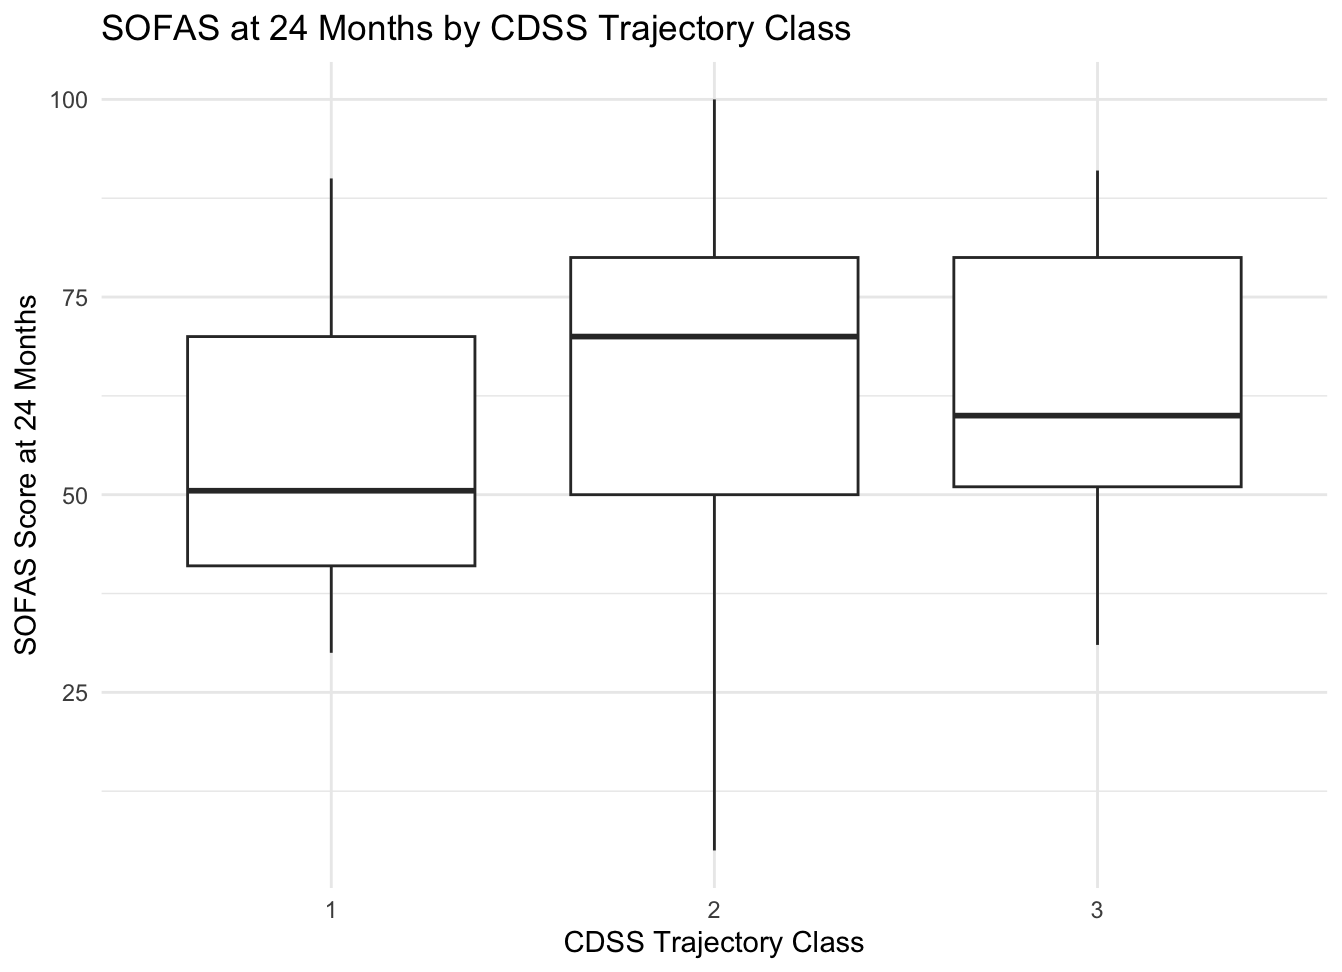 SOFAS at 24 Months by CDSS Trajectory Class
100
75
50
25
SOFAS Score at 24 Months
1 2 3
CDSS Trajectory Class